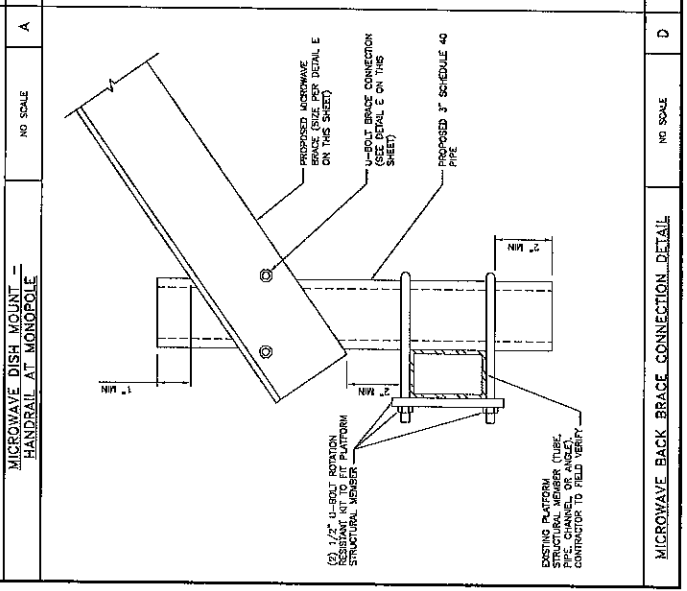 MICROWAVE DISH MOUNT –
HANDRAIL AT MONOPOLE
NO SCALE
A
1" MIN
2" MIN
2" MIN
(2) 1/2" U-BOLT ROTATION
RESISTANT KIT TO FIT PLATFORM
STRUCTURAL MEMBER
EXISTING PLATFORM
STRUCTURAL MEMBER (TUBE,
PIPE, CHANNEL OR ANGLE).
CONTRACTOR TO FIELD VERIFY
PROPOSED MICROWAVE
BRACE (SIZE PER DETAIL E
ON THIS SHEET)
U-BOLT BRACE CONNECTION
(SEE DETAIL E ON THIS
SHEET)
PROPOSED 3" SCHEDULE 40
PIPE
MICROWAVE BACK BRACE CONNECTION DETAIL
NO SCALE
D